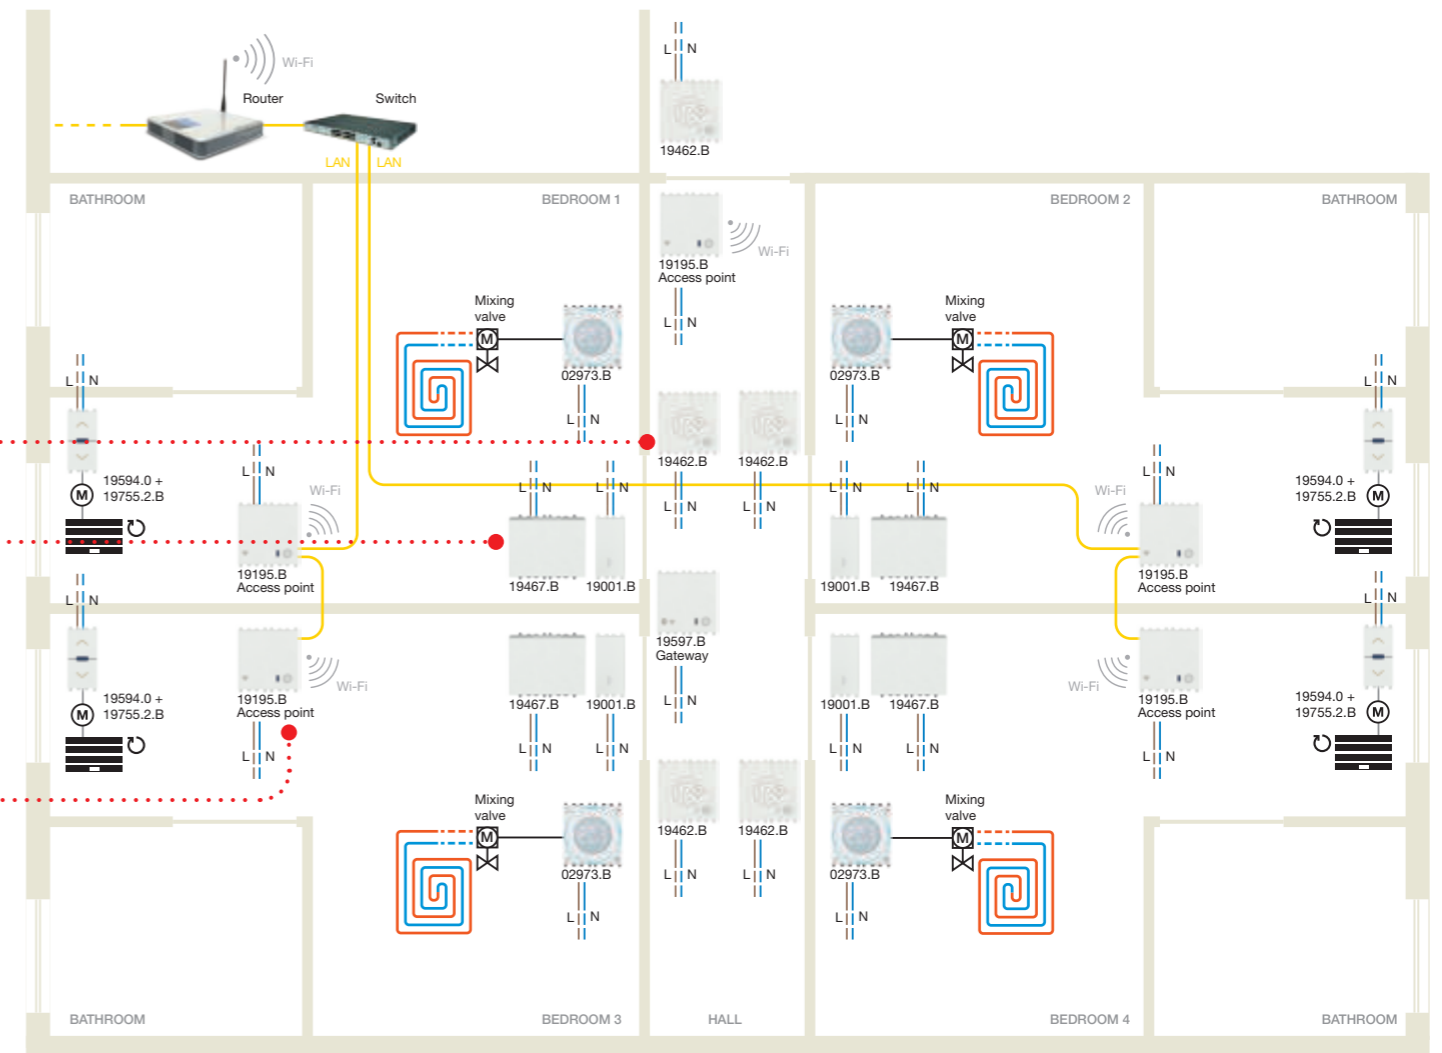 Wi-Fi
Router
Switch
LAN
LAN
L N
19462.B
BATHROOM
BEDROOM 1
BEDROOM 2
BATHROOM
Wi-Fi
19195.B
Access point
L N
Mixing
valve
M
02973.B
L N
Mixing
valve
M
02973.B
L N
L N
19594.0 +
19755.2.B
M
L N
Wi-Fi
19195.B
Access point
L N
L N
19467.B
19001.B
19462.B
19462.B
L N
L N
L N
L N
19001.B
19467.B
Wi-Fi
L N
19195.B
Access point
L N
19594.0 +
19755.2.B
M
19597.B
Gateway
L N
L N
19594.0 +
19755.2.B
M
19195.B
Access point
Wi-Fi
L N
19467.B
19001.B
L N
L N
19001.B
19467.B
L N
L N
Wi-Fi
19195.B
Access point
L N
L N
19594.0 +
19755.2.B
M
Mixing
valve
M
02973.B
L N
19462.B
19462.B
L N
L N
Mixing
valve
M
02973.B
L N
BATHROOM
BEDROOM 3
HALL
BEDROOM 4
BATHROOM